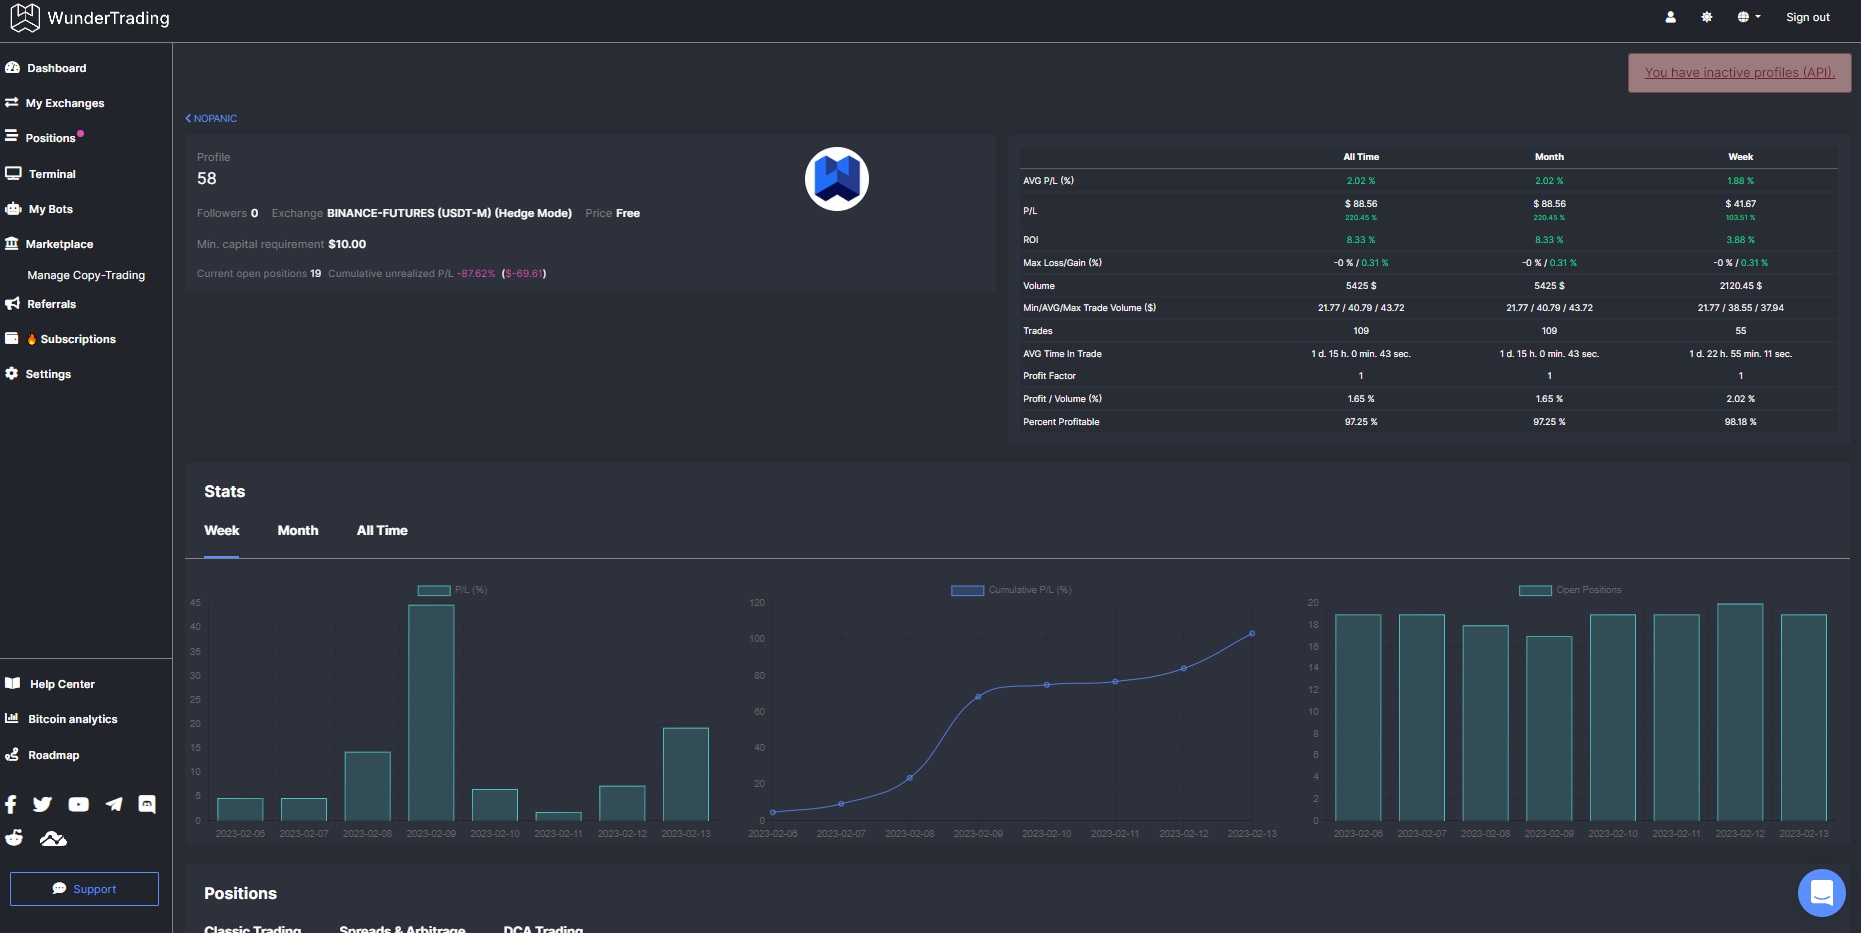 WunderTrading
Sign out
Dashboard
My Exchanges
Positions
Terminal
My Bots
Marketplace
Manage Copy-Trading
Referrals
🔥 Subscriptions
Settings
Help Center
Bitcoin analytics
Roadmap
Support
You have inactive profiles (API).
NOPANIC
Profile
58
Followers 0 Exchange BINANCE-FUTURES (USDT-M) (Hedge Mode) Price Free
Min. capital requirement $10.00
Current open positions 19 Cumulative unrealized P/L -87.62% ($-69.61)
All Time Month Week
AVG P/L (%) 2.02 % 2.02 % 1.88 %
P/L $ 88.56 $ 88.56 $ 41.67
220.45 % 220.45 % 103.51 %
ROI 8.33 % 8.33 % 3.88 %
Max Loss/Gain (%) -0 % / 0.31 % -0 % / 0.31 % -0 % / 0.31 %
Volume 5425 $ 5425 $ 2120.45 $
Min/AVG/Max Trade Volume ($) 21.77 / 40.79 / 43.72 21.77 / 40.79 / 43.72 21.77 / 38.55 / 37.94
Trades 109 109 55
AVG Time In Trade 1 d. 15 h. 0 min. 43 sec. 1 d. 15 h. 0 min. 43 sec. 1 d. 22 h. 55 min. 11 sec.
Profit Factor 1 1 1
Profit / Volume (%) 1.65 % 1.65 % 2.02 %
Percent Profitable 97.25 % 97.25 % 98.18 %
Stats
Week Month All Time
P/L (%)
45
40
35
30
25
20
15
10
5
0
2023-02-06 2023-02-07 2023-02-08 2023-02-09 2023-02-10 2023-02-11 2023-02-12 2023-02-13
Cumulative P/L (%)
120
100
80
60
40
20
0
2023-02-06 2023-02-07 2023-02-08 2023-02-09 2023-02-10 2023-02-11 2023-02-12 2023-02-13
Open Positions
20
18
16
14
12
10
8
6
4
2
0
2023-02-06 2023-02-07 2023-02-08 2023-02-09 2023-02-10 2023-02-11 2023-02-12 2023-02-13
Positions
Classic Trading Spreads & Arbitrage DCA Trading